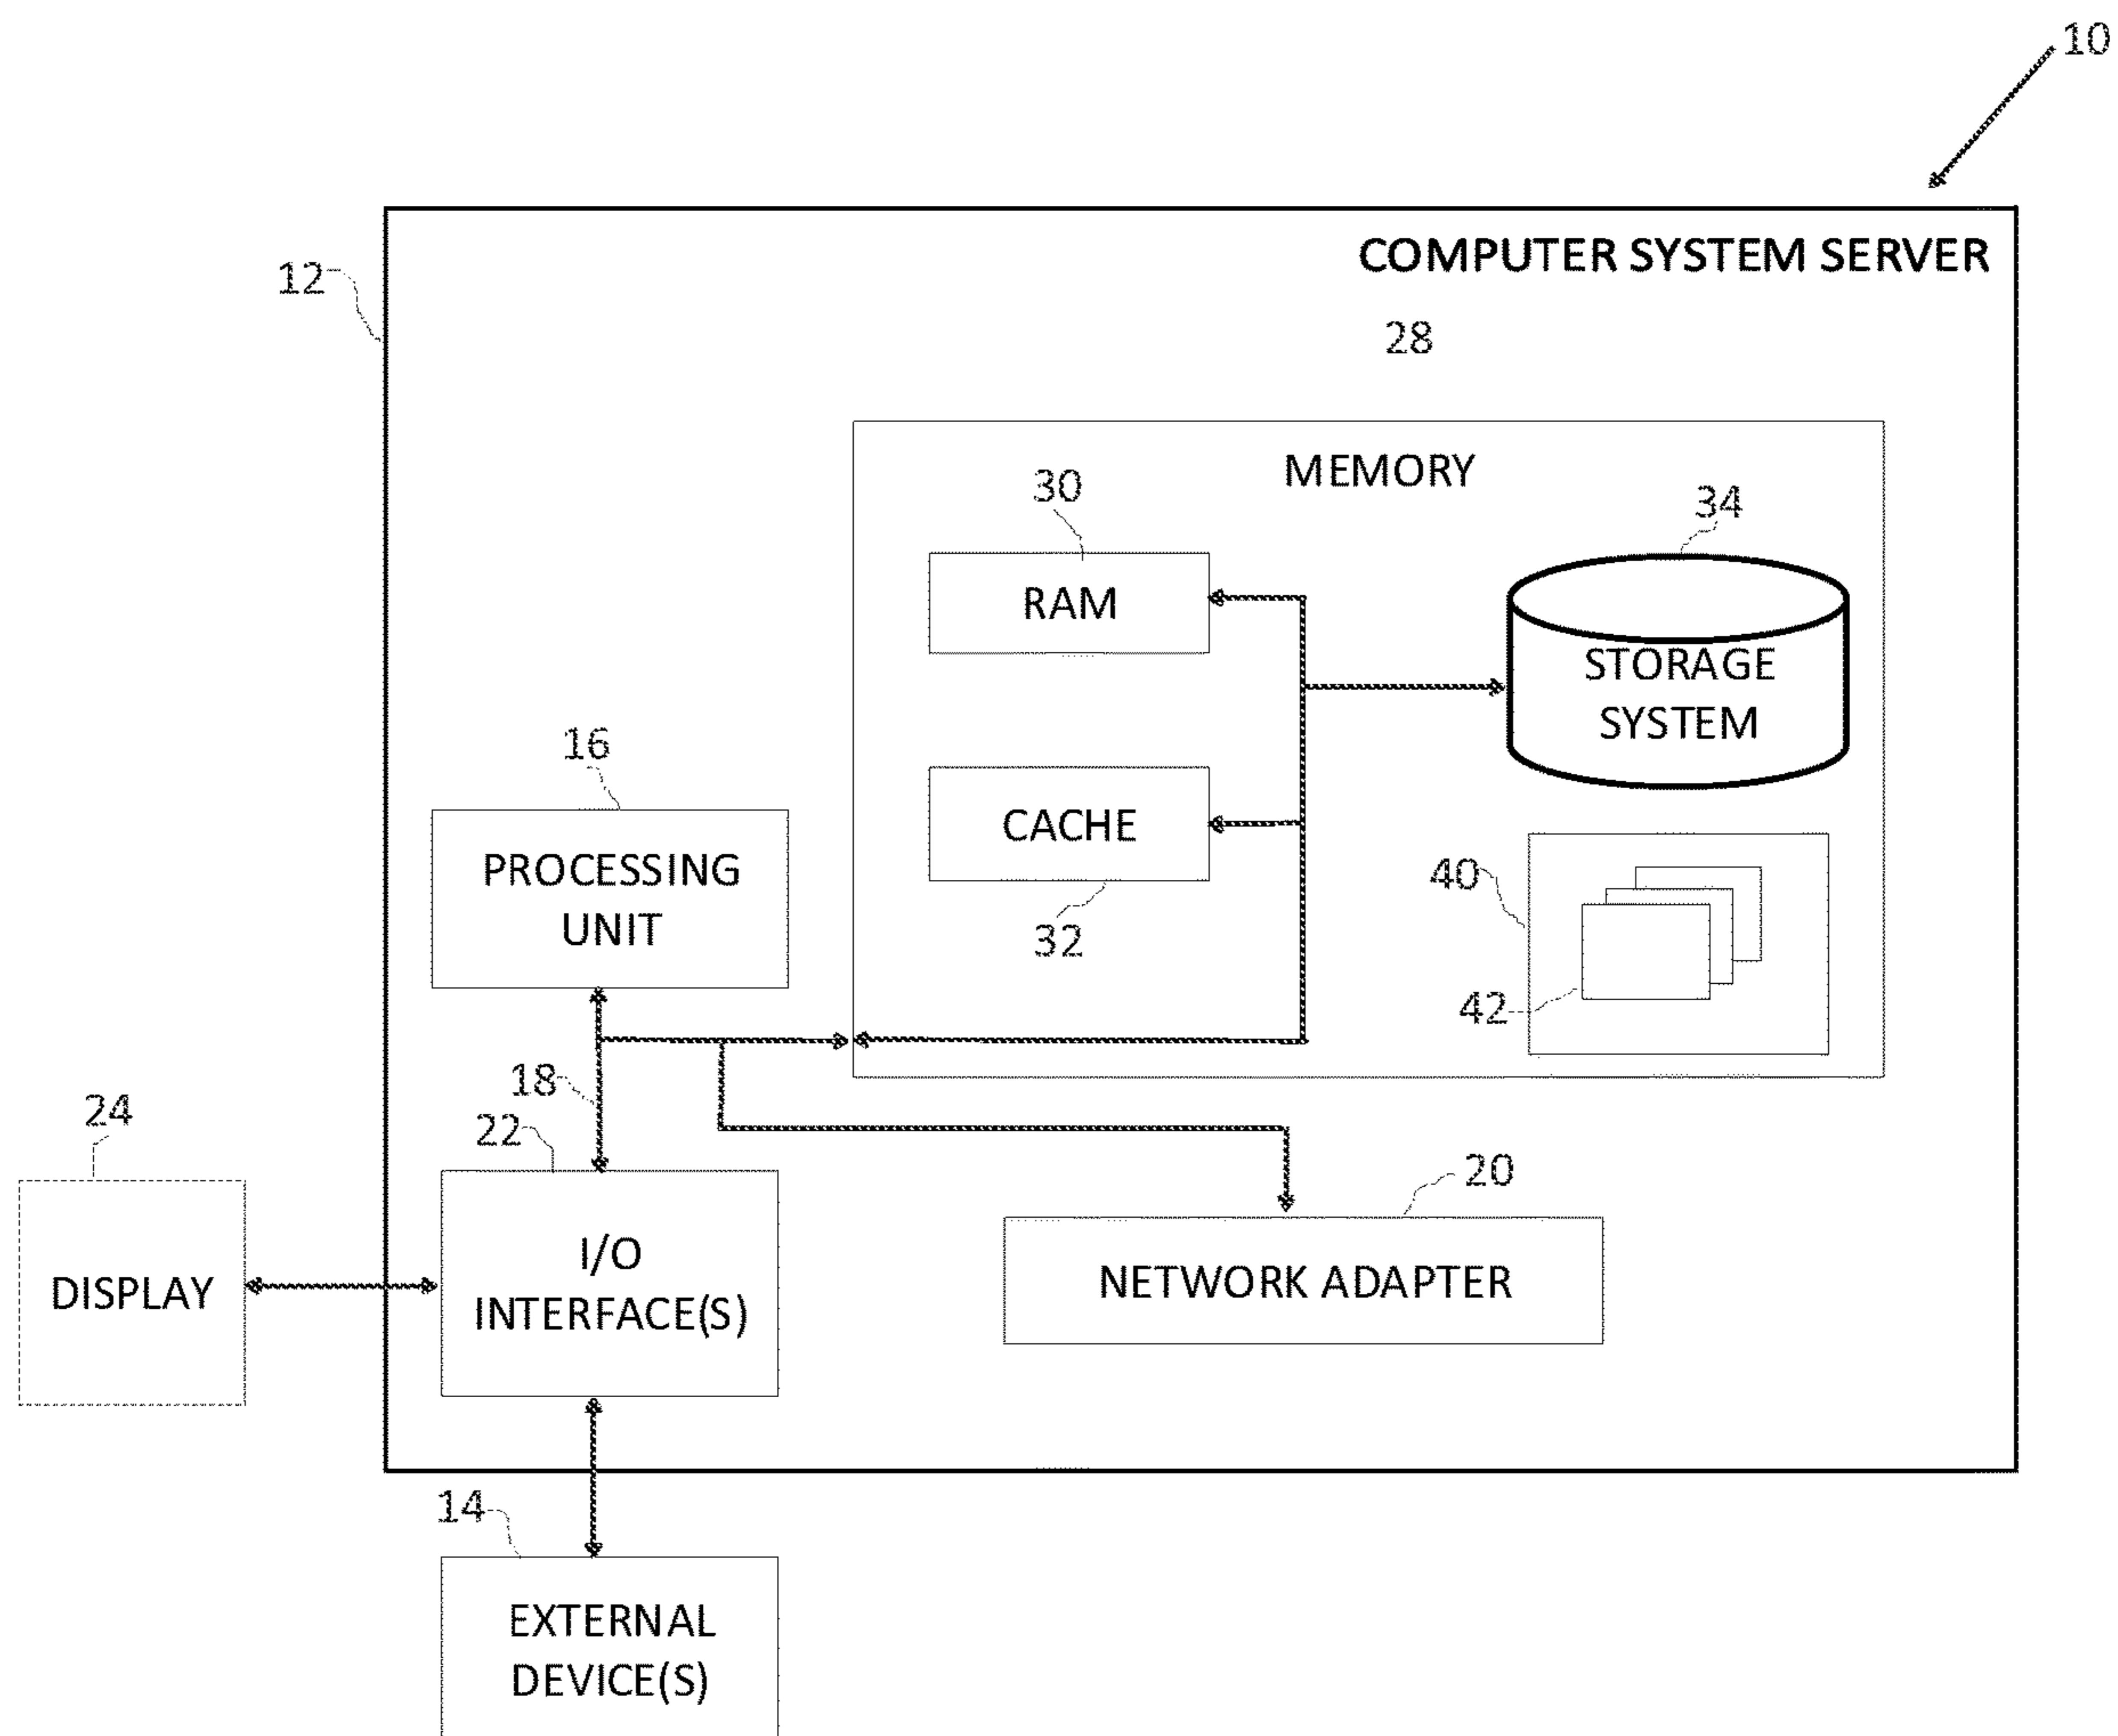 10
COMPUTER SYSTEM SERVER
12
28
MEMORY
30
34
RAM
STORAGE
SYSTEM
16
CACHE
PROCESSING
UNIT
40
32
42
18
24
22
20
I/O
INTERFACE(S)
NETWORK ADAPTER
DISPLAY
14
EXTERNAL
DEVICE(S)